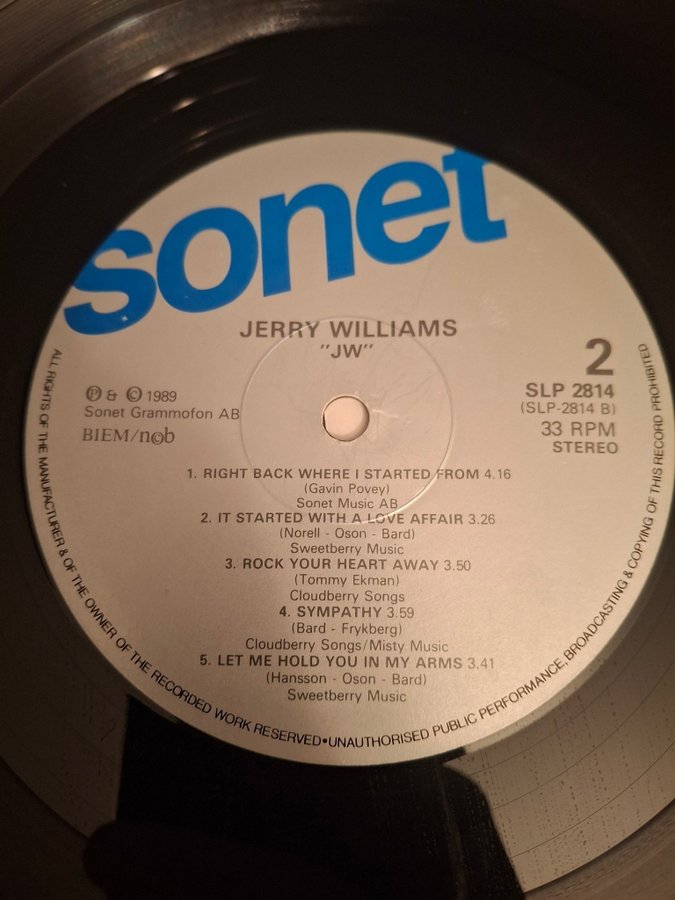 sonet
JERRY WILLIAMS
"JW"
2
SLP 2814
(SLP-2814 B)
33 RPM
STEREO
Ⓟ & © 1989
Sonet Grammofon AB
BIEM/n©b
1. RIGHT BACK WHERE I STARTED FROM 4.16
(Gavin Povey)
Sonet Music AB
2. IT STARTED WITH A LOVE AFFAIR 3.26
(Norell - Oson - Bard)
Sweetberry Music
3. ROCK YOUR HEART AWAY 3.50
(Tommy Ekman)
Cloudberry Songs
4. SYMPATHY 3.59
(Bard - Frykberg)
Cloudberry Songs/Misty Music
5. LET ME HOLD YOU IN MY ARMS 3.41
(Hansson - Oson - Bard)
Sweetberry Music
ALL RIGHTS OF THE MANUFACTURER & OF THE OWNER OF THE RECORDED WORK RESERVED•UNAUTHORISED PUBLIC PERFORMANCE, BROADCASTING & COPYING OF THIS RECORD PROHIBITED